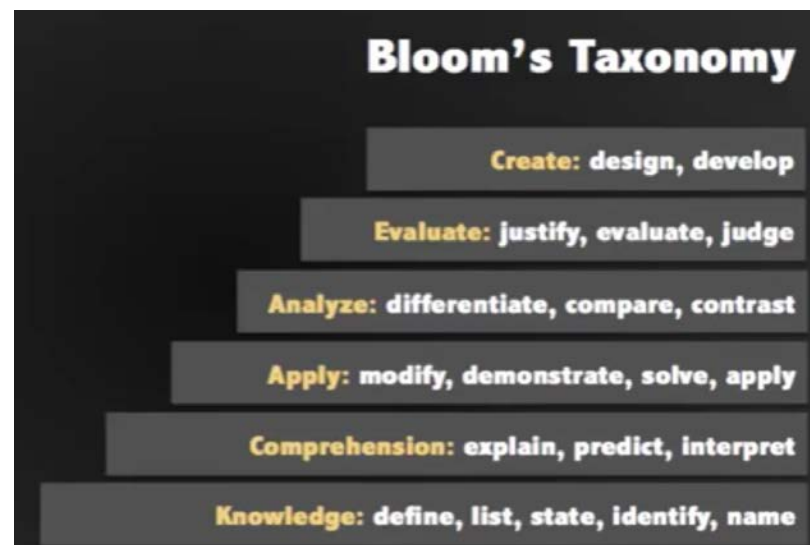 Bloom's Taxonomy
Create: design, develop
Evaluate: justify, evaluate, judge
Analyze: differentiate, compare, contrast
Apply: modify, demonstrate, solve, apply
Comprehension: explain, predict, interpret
Knowledge: define, list, state, identify, name